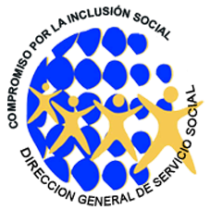 COMPROMISO POR LA INCLUSIÓN SOCIAL
DIRECCION GENERAL DE SERVICIO SOCIAL